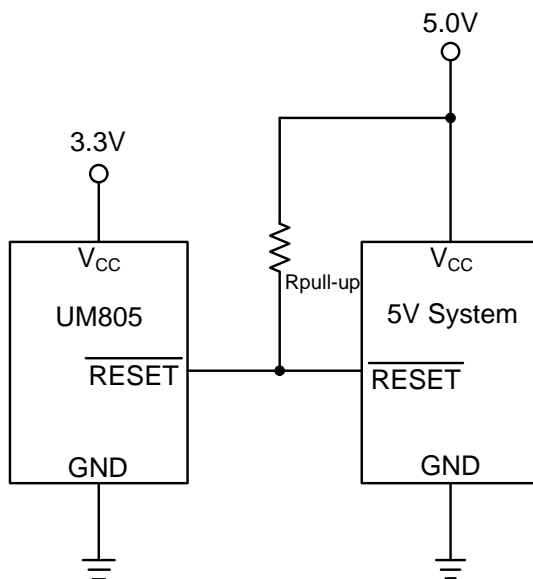 5.0V
3.3V
VCC
UM805
RESET
GND
Rpull-up
VCC
5V System
RESET
GND